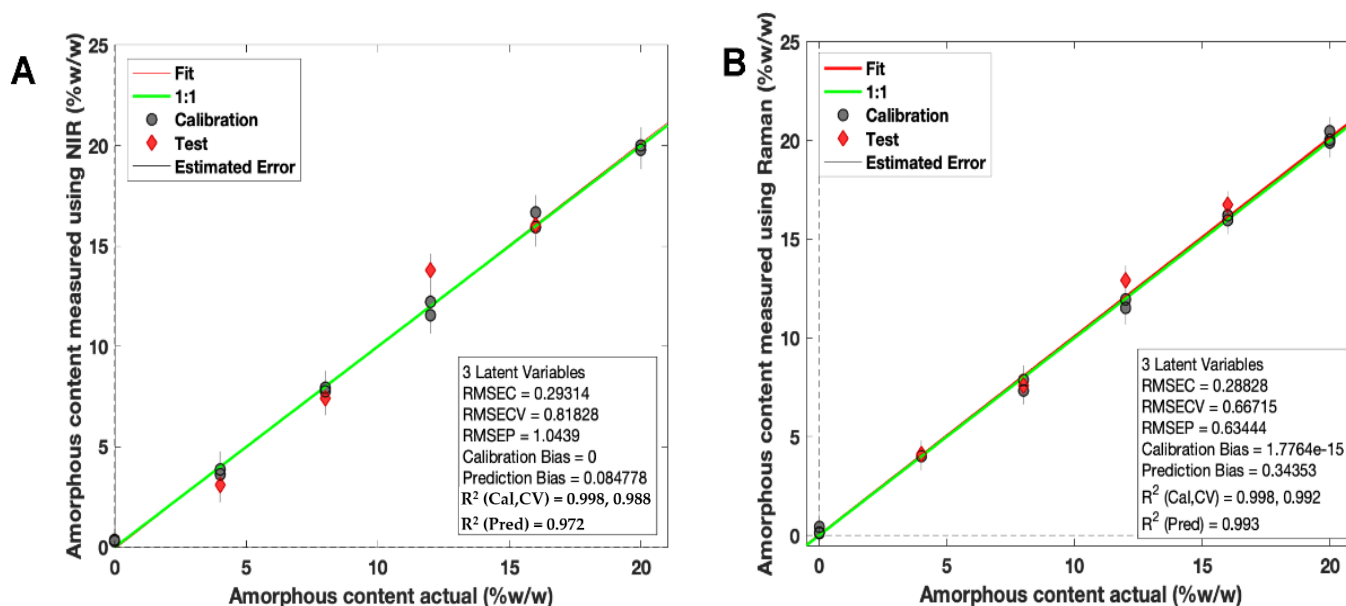 A
Amorphous content measured using NIR (%w/w)
25
20
15
10
5
0
Fit
1:1
Calibration
Test
Estimated Error
3 Latent Variables
RMSEC = 0.29314
RMSECV = 0.81828
RMSEP = 1.0439
Calibration Bias = 0
Prediction Bias = 0.084778
R² (Cal,CV) = 0.998, 0.988
R² (Pred) = 0.972
0 5 10 15 20
Amorphous content actual (%w/w)
B
Amorphous content measured using Raman (%w/w)
25
20
15
10
5
0
Fit
1:1
Calibration
Test
Estimated Error
3 Latent Variables
RMSEC = 0.28828
RMSECV = 0.66715
RMSEP = 0.63444
Calibration Bias = 1.7764e-15
Prediction Bias = 0.34353
R² (Cal,CV) = 0.998, 0.992
R² (Pred) = 0.993
0 5 10 15 20
Amorphous content actual (%w/w)